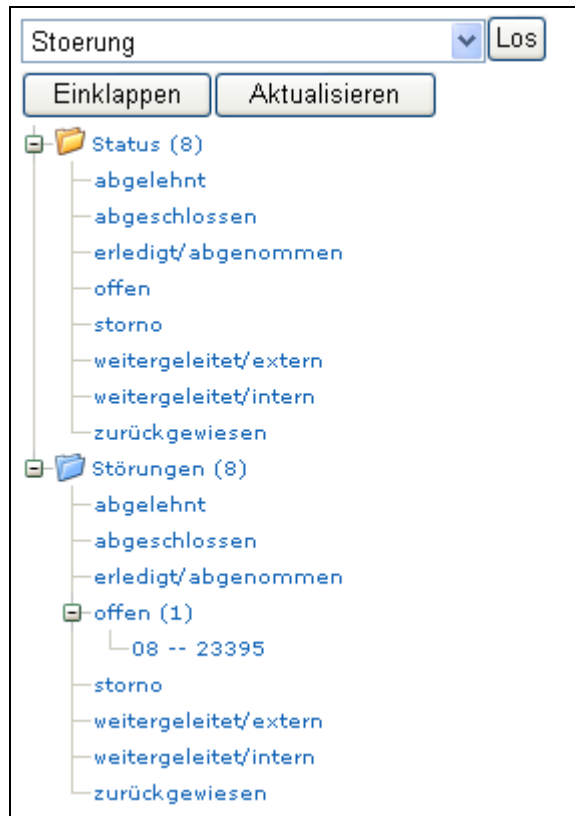 Stoerung Los
Einklappen Aktualisieren
Status (8)
abgelehnt
abgeschlossen
erledigt/abgenommen
offen
storno
weitergeleitet/extern
weitergeleitet/intern
zurückgewiesen
Störungen (8)
abgelehnt
abgeschlossen
erledigt/abgenommen
offen (1)
08 -- 23395
storno
weitergeleitet/extern
weitergeleitet/intern
zurückgewiesen